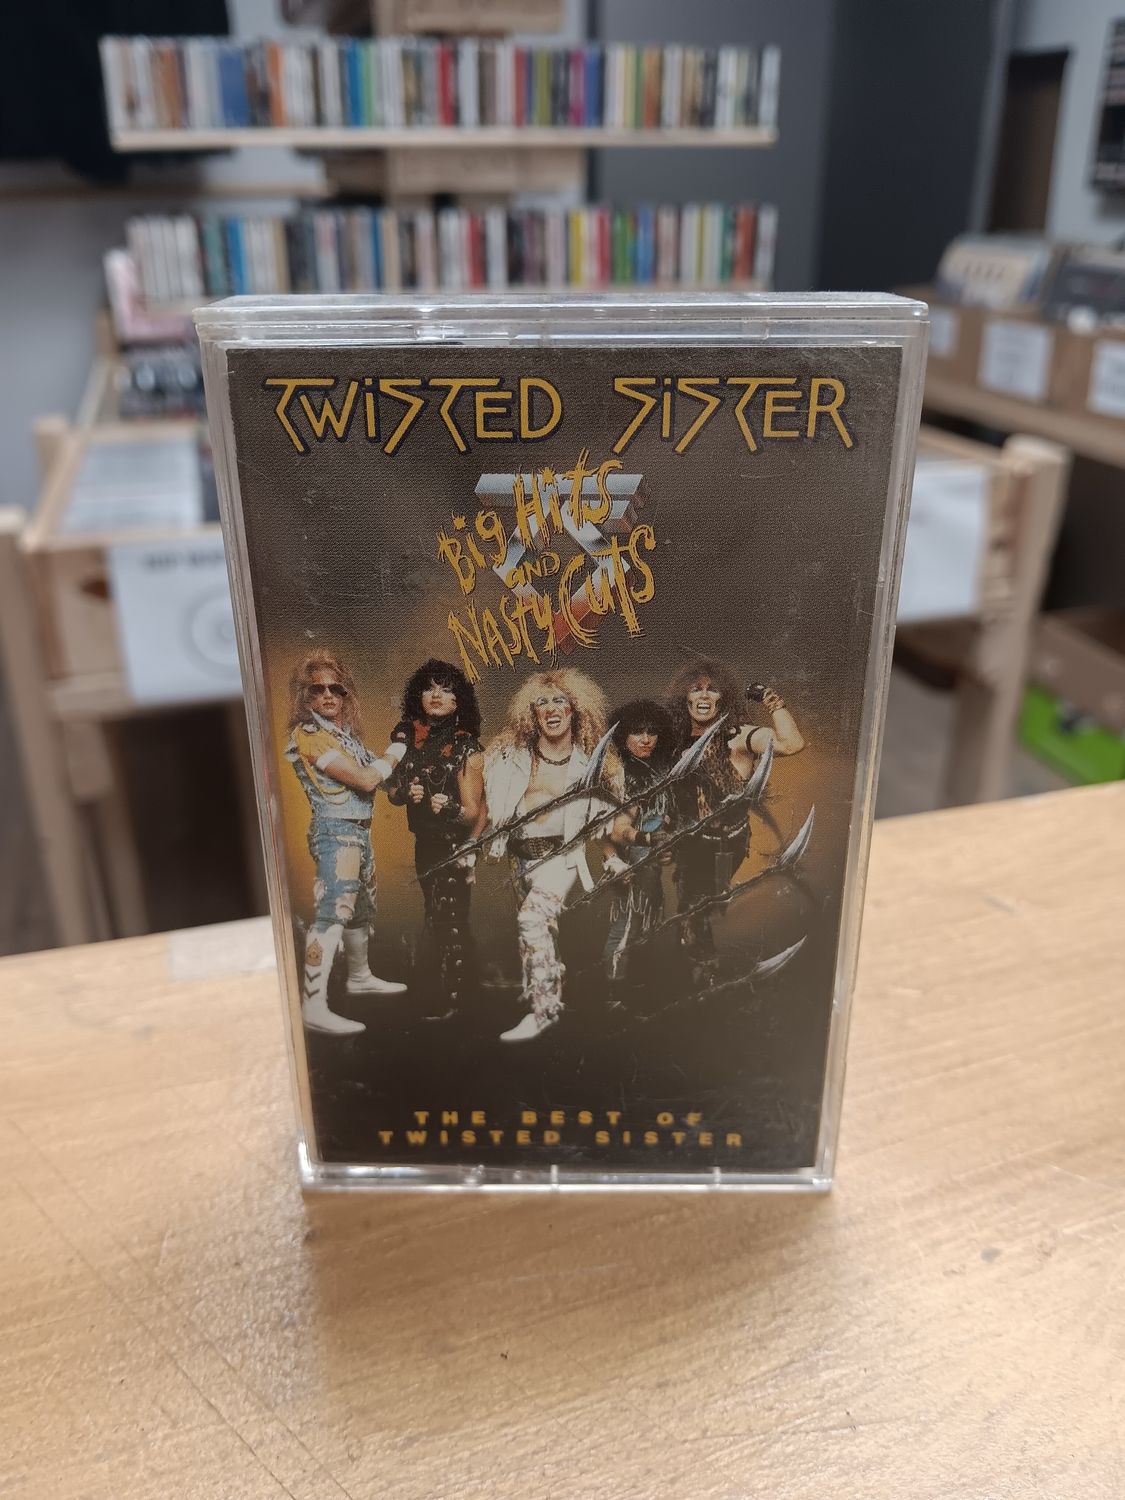 TWiSTED SiSTER
Big Hits
AND
NASTY CUTS
THE BEST OF
TWISTED SISTER